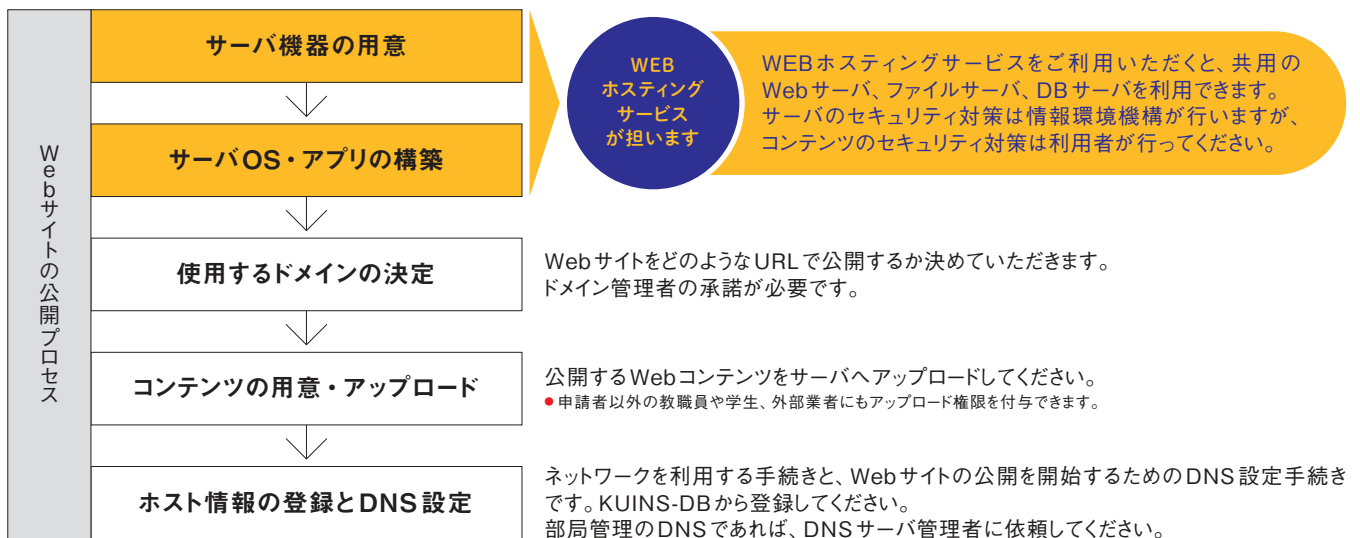 Webサイトの公開プロセス
サーバ機器の用意
サーバOS・アプリの構築
使用するドメインの決定
コンテンツの用意・アップロード
ホスト情報の登録とDNS設定
WEB
ホスティング
サービス
が担います
WEBホスティングサービスをご利用いただくと、共用の
Webサーバ、ファイルサーバ、DBサーバを利用できます。
サーバのセキュリティ対策は情報環境機構が行いますが、
コンテンツのセキュリティ対策は利用者が行ってください。
WebサイトをどのようなURLで公開するか決めていただきます。
ドメイン管理者の承諾が必要です。
公開するWebコンテンツをサーバへアップロードしてください。
●申請者以外の教職員や学生、外部業者にもアップロード権限を付与できます。
ネットワークを利用する手続きと、Webサイトの公開を開始するためのDNS設定手続き
です。KUINS-DBから登録してください。
部局管理のDNSであれば、DNSサーバ管理者に依頼してください。